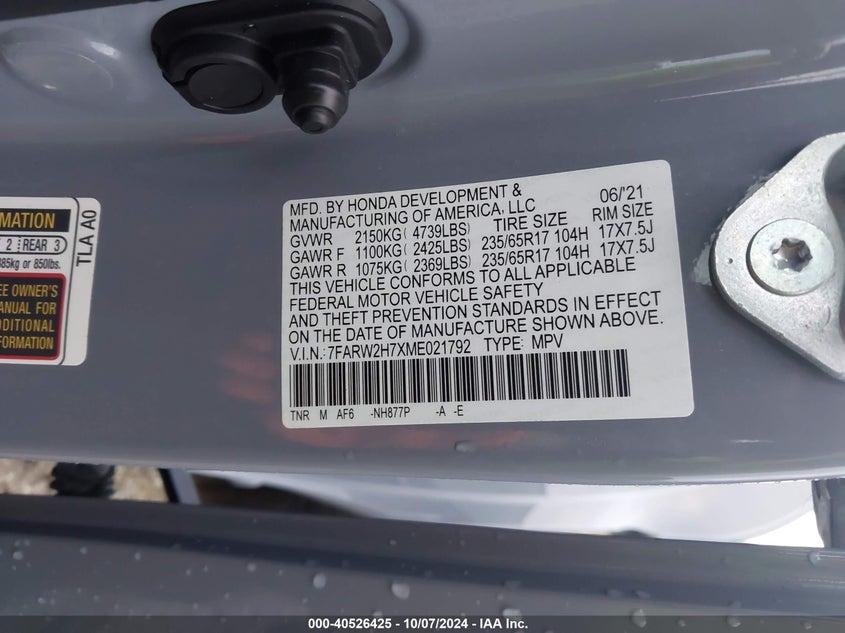 MATION
2 REAR 3
385kg or 850lbs.
EE OWNER'S
ANUAL FOR
DDITIONAL
FORMATION
TLA A0
MFD. BY HONDA DEVELOPMENT & 06/'21
MANUFACTURING OF AMERICA, LLC TIRE SIZE RIM SIZE
GVWR 2150KG ( 4739LBS)
GAWR F 1100KG ( 2425LBS) 235/65R17 104H 17X7.5J
GAWR R 1075KG ( 2369LBS) 235/65R17 104H 17X7.5J
THIS VEHICLE CONFORMS TO ALL APPLICABLE
FEDERAL MOTOR VEHICLE SAFETY
AND THEFT PREVENTION STANDARDS IN EFFECT
ON THE DATE OF MANUFACTURE SHOWN ABOVE.
V.I.N.:7FARW2H7XME021792 TYPE: MPV
TNR M AF6 -NH877P -A -E
000-40526425 - 10/07/2024 - IAA Inc.